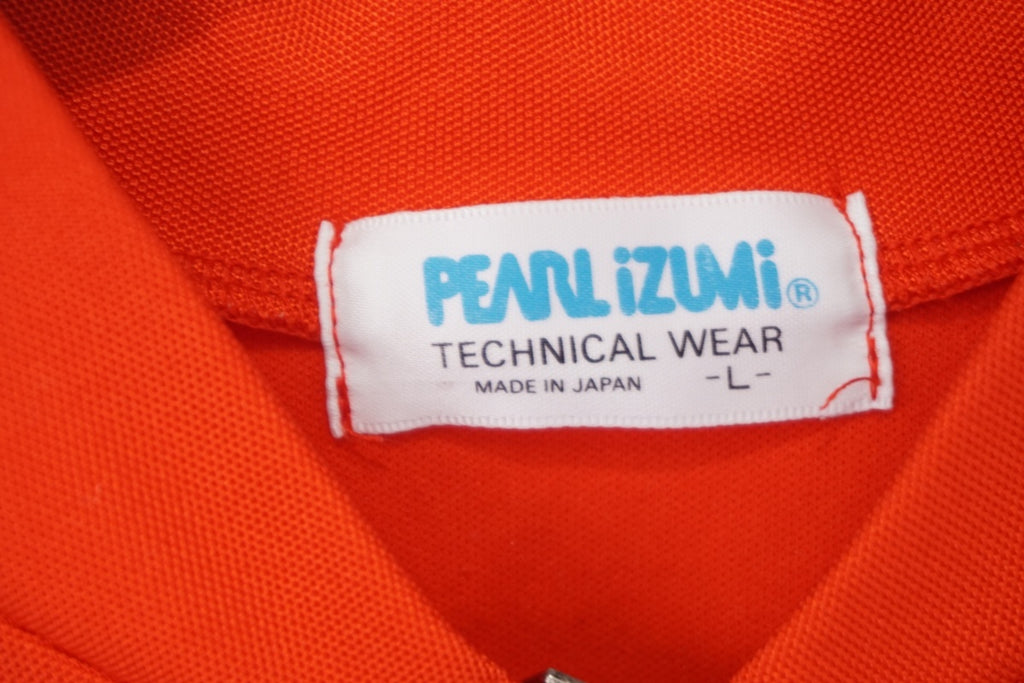 PEARL iZUMi®
TECHNICAL WEAR
MADE IN JAPAN -L-